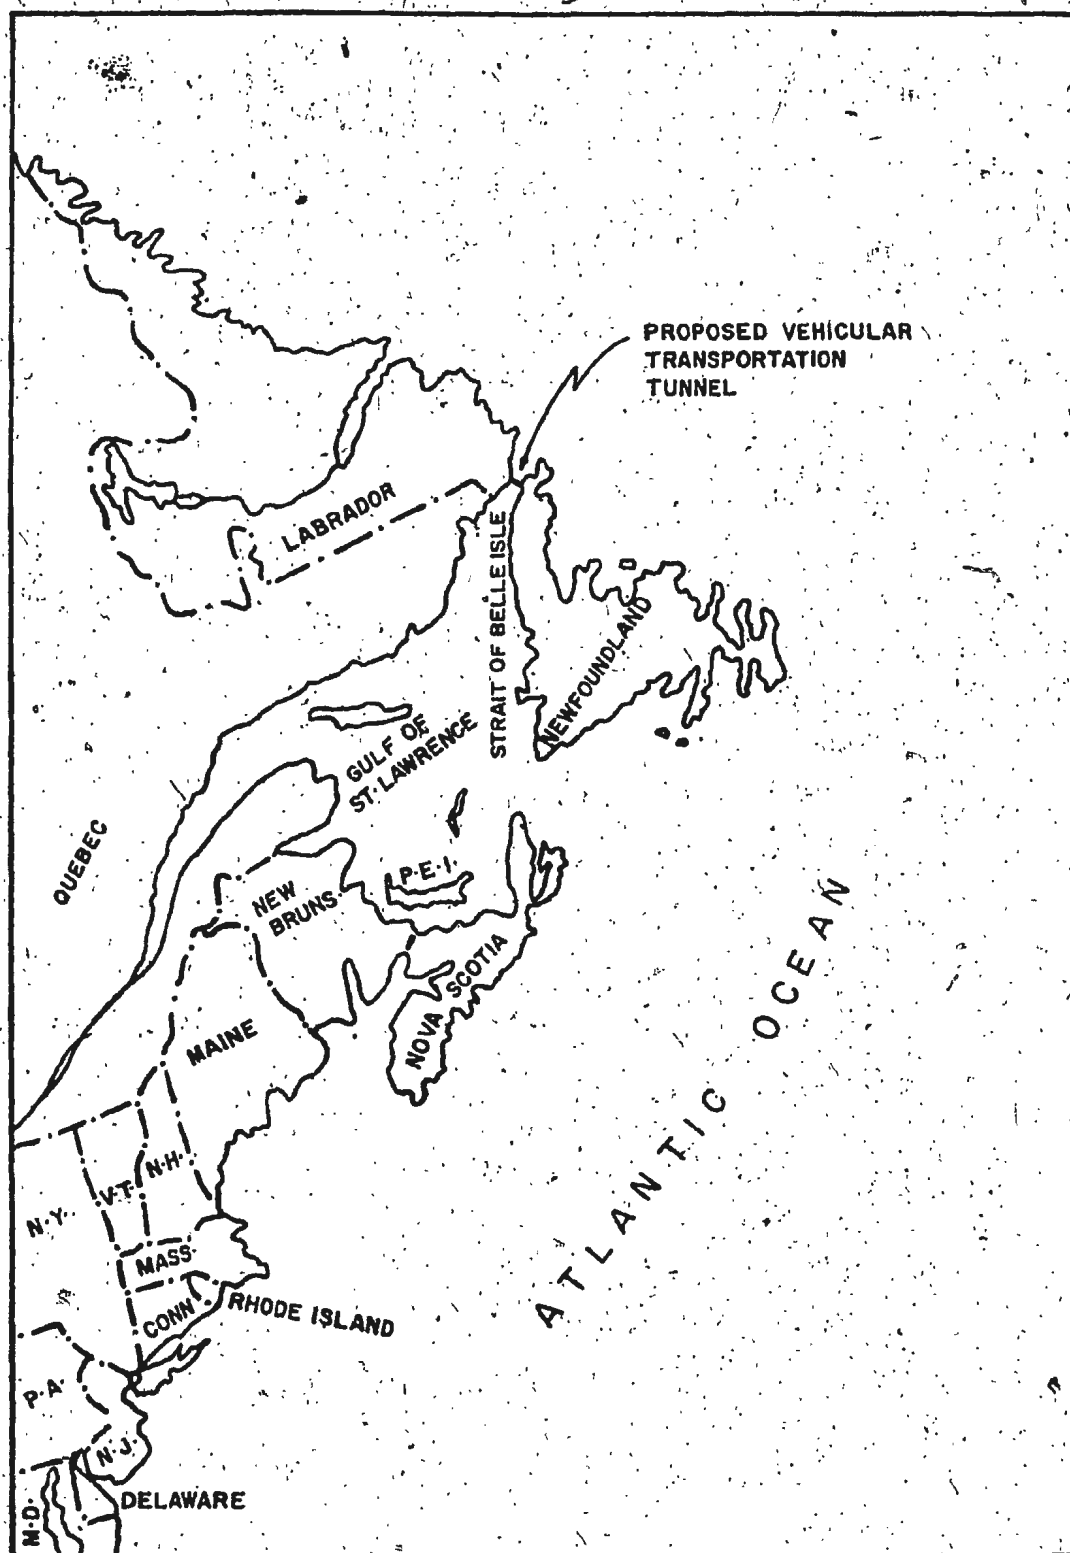 PROPOSED VEHICULAR
TRANSPORTATION
TUNNEL
LABRADOR
STRAIT OF BELLE ISLE
NEWFOUNDLAND
GULF OF
ST. LAWRENCE
QUEBEC
P.E.I.
NEW
BRUNS.
NOVA SCOTIA
MAINE
ATLANTIC OCEAN
N.H.
V.T.
N.Y.
MASS.
CONN
RHODE ISLAND
P.A.
N.J.
DELAWARE
M.D.